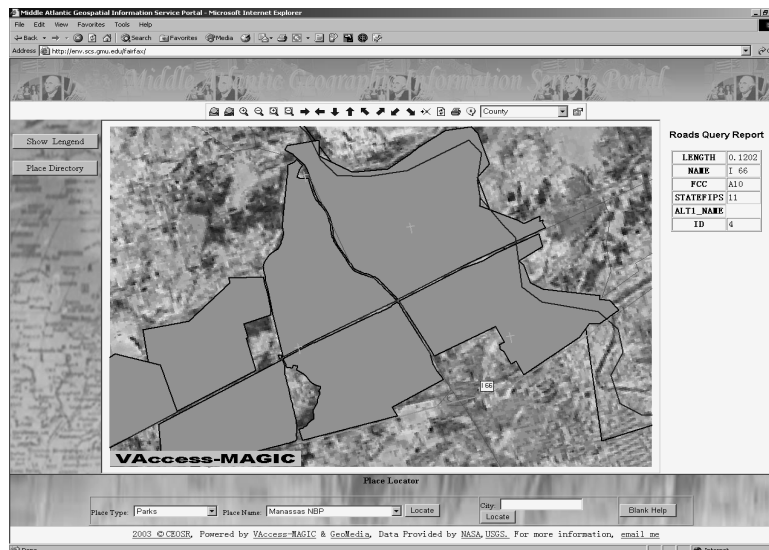 Middle Atlantic Geospatial Information Service Portal - Microsoft Internet Explorer
File Edit View Favorites Tools Help
Back Search Favorites Media
Address http://env.scs.gmu.edu/fairfax/
Middle Atlantic Geographic Information Service Portal
County
Show Lengend
Place Directory
Roads Query Report
LENGTH 0.1202
NAME I 66
FCC A10
STATEFIPS 11
ALT1_NAME
ID 4
I 66
VAccess-MAGIC
Place Locator
Place Type: Parks Place Name: Manassas NBP Locate City: Locate Blank Help
2003 ©CEOSR, Powered by VAccess-MAGIC & GeoMedia, Data Provided by NASA, USGS. For more information, email me
Done Internet